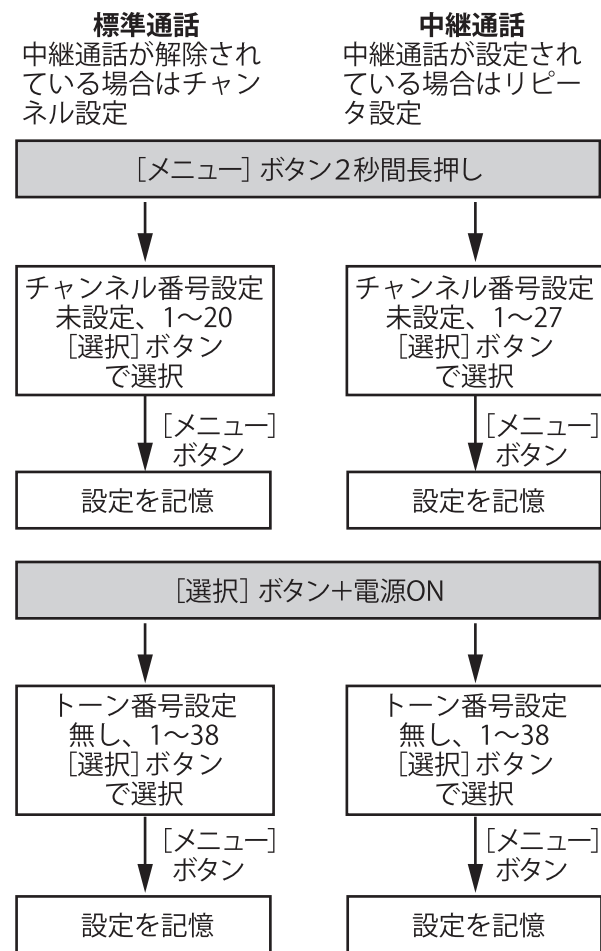 標準通話
中継通話が解除され
ている場合はチャン
ネル設定
中継通話
中継通話が設定され
ている場合はリピー
タ設定
［メニュー］ボタン２秒間長押し
チャンネル番号設定
未設定、1〜20
［選択］ボタン
で選択
チャンネル番号設定
未設定、1〜27
［選択］ボタン
で選択
［メニュー］
ボタン
［メニュー］
ボタン
設定を記憶
設定を記憶
［選択］ボタン＋電源ON
トーン番号設定
無し、1〜38
［選択］ボタン
で選択
トーン番号設定
無し、1〜38
［選択］ボタン
で選択
［メニュー］
ボタン
［メニュー］
ボタン
設定を記憶
設定を記憶